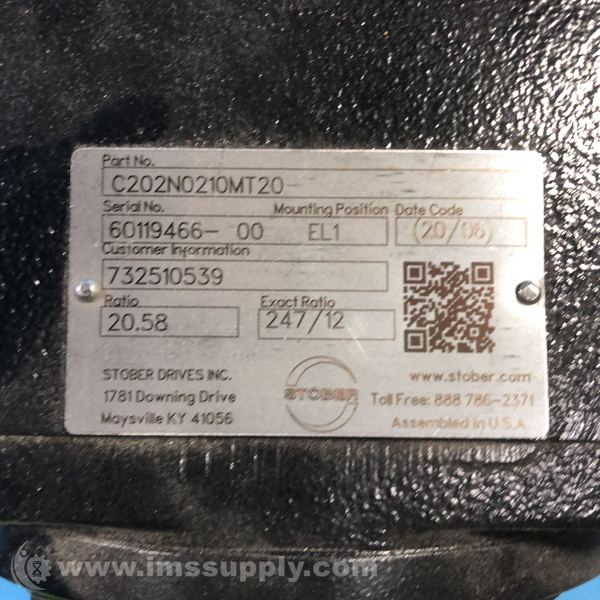 Part No.
C202N0210MT20
Serial No. Mounting Position Date Code
60119466- 00 EL1 (20/06)
Customer Information
732510539
Ratio Exact Ratio
20.58 247/12
STOBER DRIVES INC.
1781 Downing Drive
Maysville KY 41056
STOBER
www.stober.com
Toll Free: 888 786-2371
Assembled in U.S.A.
www.imssupply.com